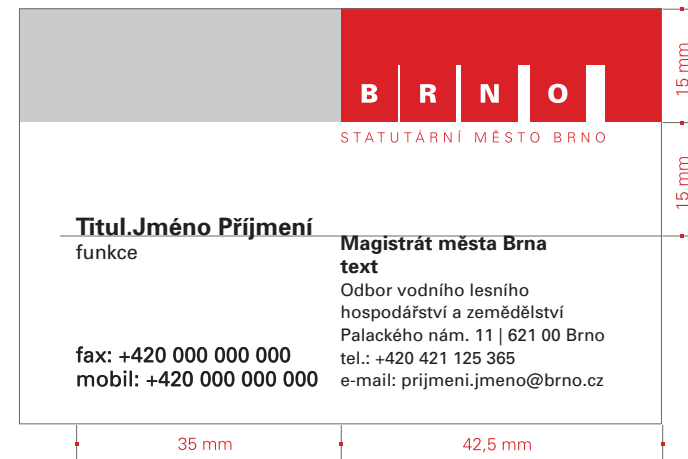 B R N O
STATUTÁRNÍ MĚSTO BRNO
15 mm
15 mm
Titul.Jméno Příjmení
funkce
fax: +420 000 000 000
mobil: +420 000 000 000
Magistrát města Brna
text
Odbor vodního lesního
hospodářství a zemědělství
Palackého nám. 11 | 621 00 Brno
tel.: +420 421 125 365
e-mail: prijmeni.jmeno@brno.cz
35 mm
42,5 mm